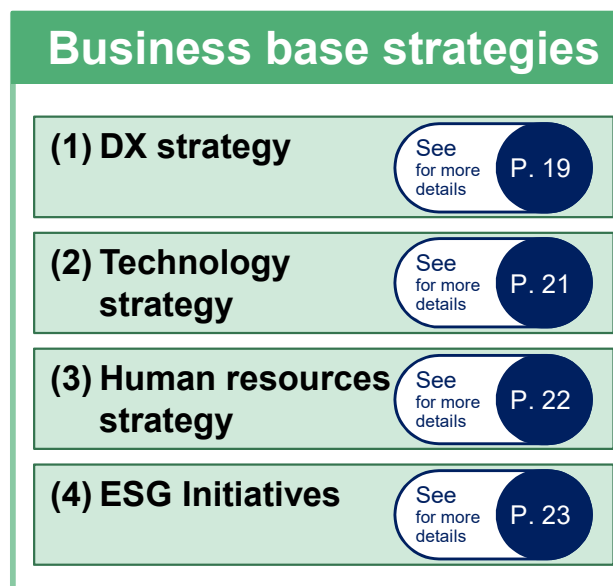 Business base strategies
(1) DX strategy
See
for more
details
P. 19
(2) Technology
strategy
See
for more
details
P. 21
(3) Human resources
strategy
See
for more
details
P. 22
(4) ESG Initiatives
See
for more
details
P. 23